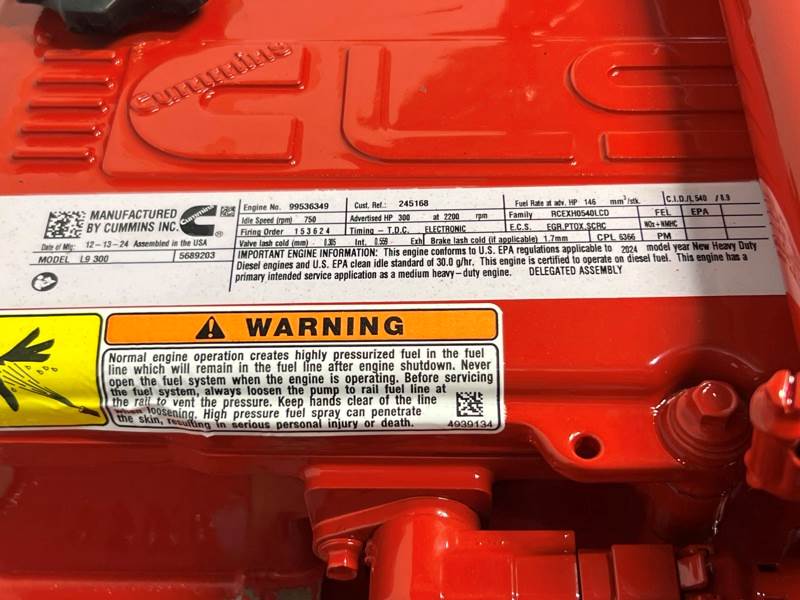 Cummins
CLS
MANUFACTURED
BY CUMMINS INC.
Cummins
Date of Mfg: 12-13-24 Assembled in the USA
MODEL L9 300 5689203
Engine No. 99536349 Cust. Ref.: 245168 Fuel Rate at adv. HP 146 mm³/stk. C.I.D./L 540 / 8.9
Idle Speed (rpm) 750 Advertised HP 300 at 2200 rpm Family RCEXH0540LCD FEL EPA
Firing Order 1 5 3 6 2 4 Timing - T.D.C. ELECTRONIC E.C.S. EGR,PTOX,SCRC NOx + NMHC
Valve lash cold (mm) 0.305 Int. 0.559 Exh Brake lash cold (if applicable) 1.7mm CPL 5366 PM
IMPORTANT ENGINE INFORMATION: This engine conforms to U.S. EPA regulations applicable to 2024 model year New Heavy Duty
Diesel engines and U.S. EPA clean idle standard of 30.0 g/hr. This engine is certified to operate on diesel fuel. This engine has a
primary intended service application as a medium heavy-duty engine. DELEGATED ASSEMBLY
WARNING
Normal engine operation creates highly pressurized fuel in the fuel
line which will remain in the fuel line after engine shutdown. Never
open the fuel system when the engine is operating. Before servicing
the fuel system, always loosen the pump to rail fuel line at
the rail to vent the pressure. Keep hands clear of the line
when loosening. High pressure fuel spray can penetrate
the skin, resulting in serious personal injury or death.
4939134